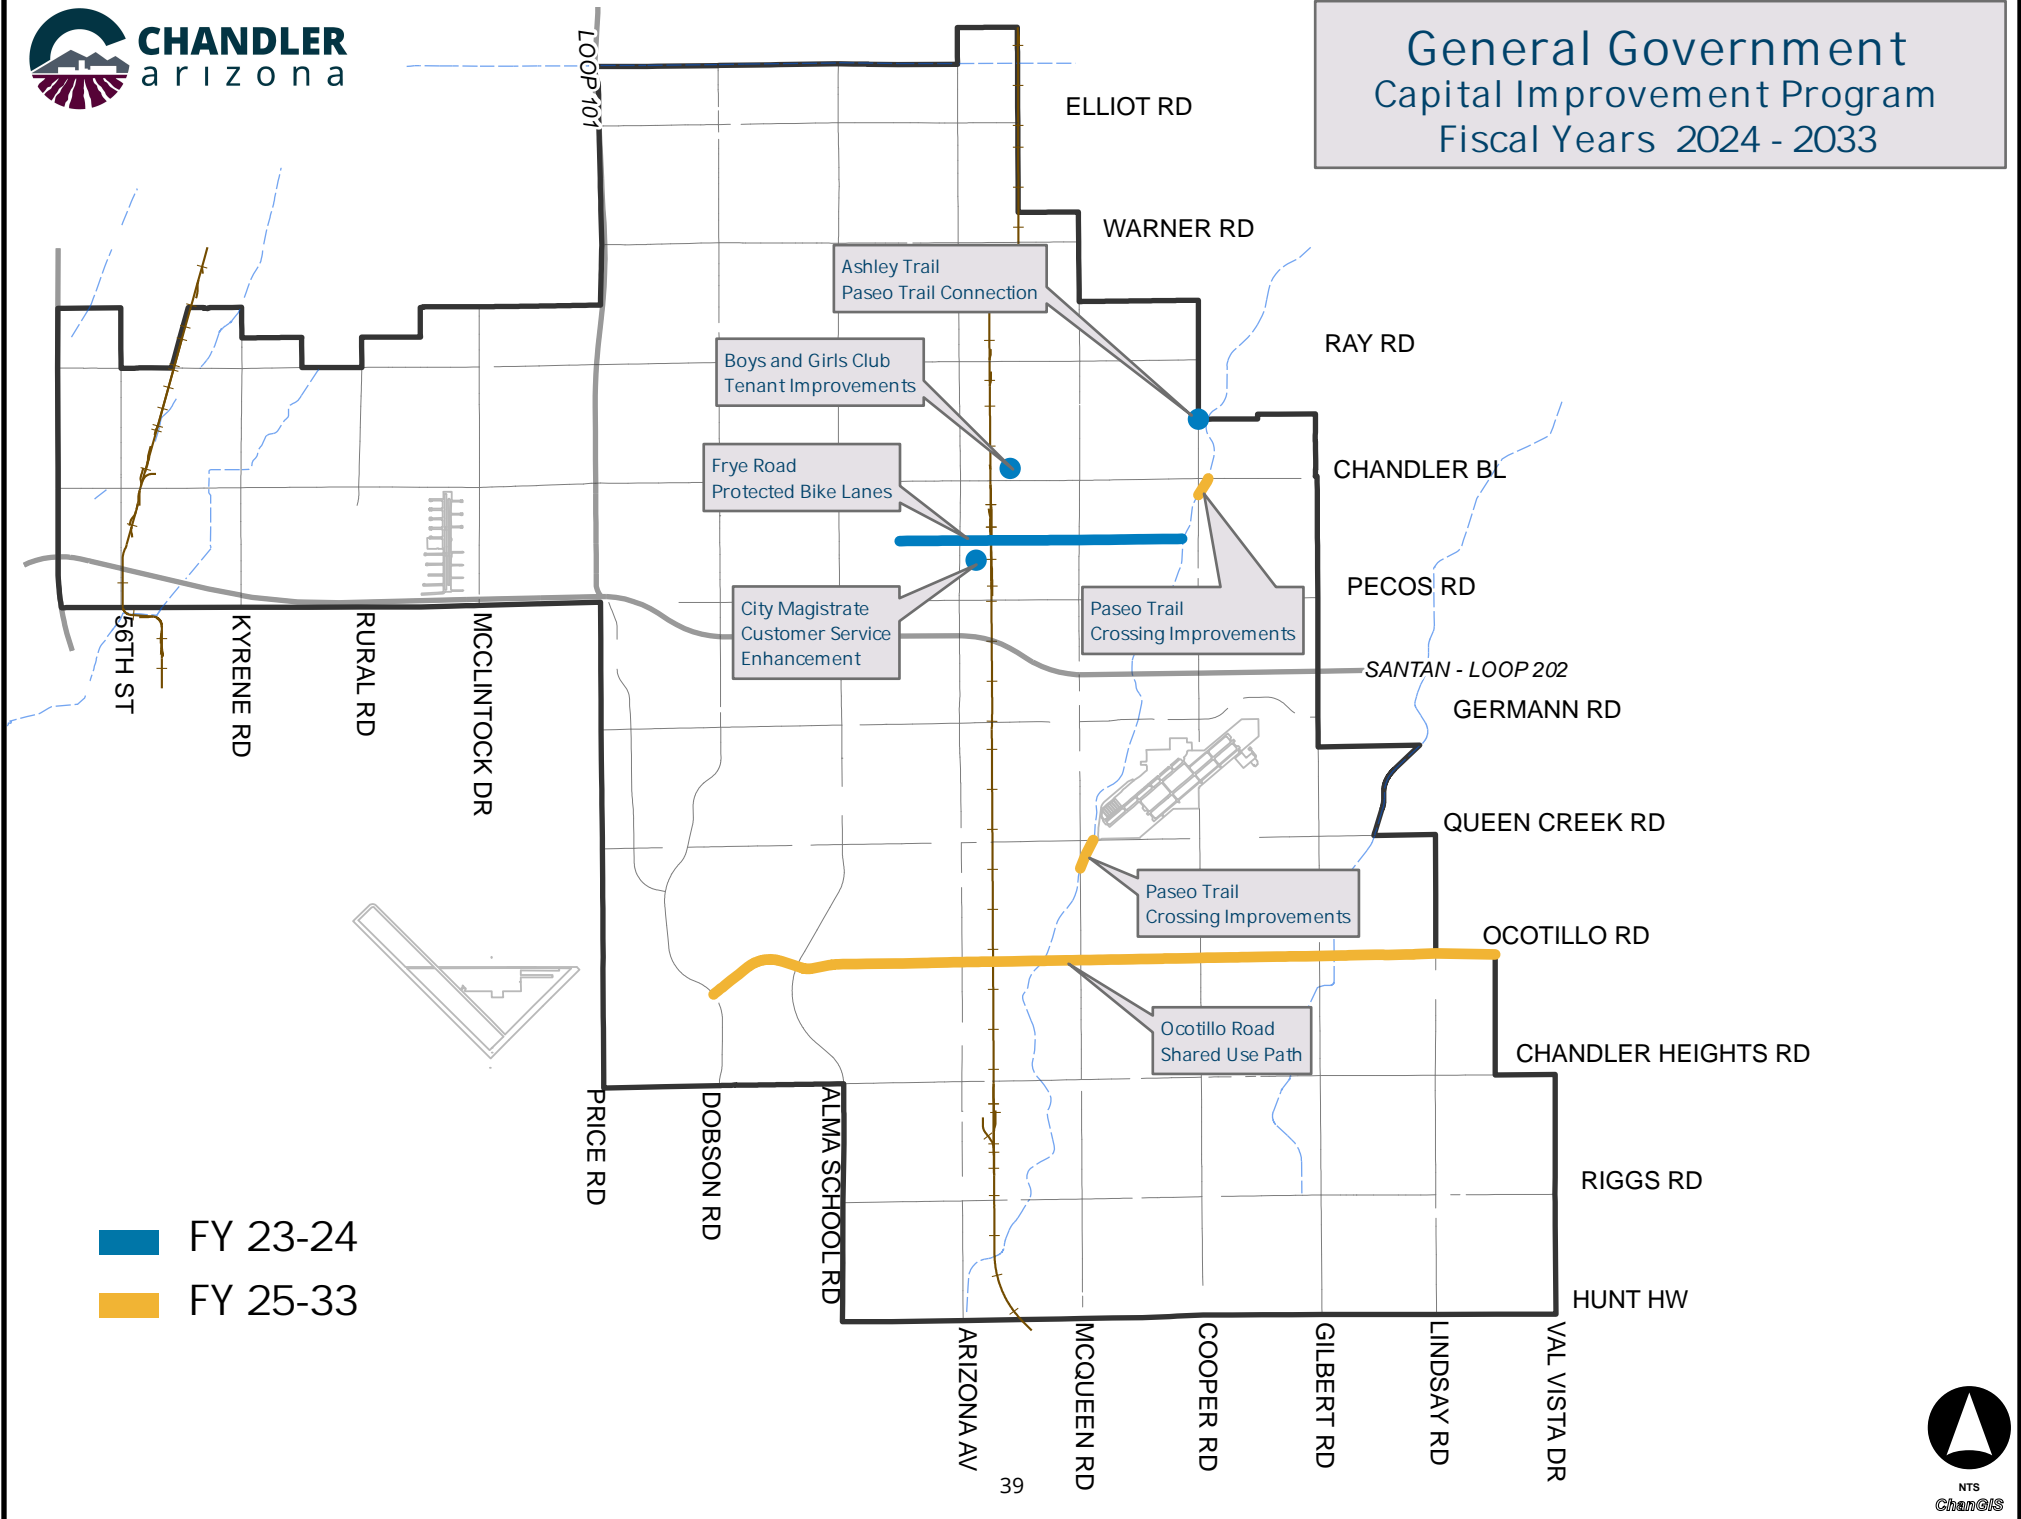 CHANDLER
arizona
General Government
Capital Improvement Program
Fiscal Years 2024 - 2033
LOOP 101
ELLIOT RD
WARNER RD
Ashley Trail
Paseo Trail Connection
RAY RD
Boys and Girls Club
Tenant Improvements
Frye Road
Protected Bike Lanes
CHANDLER BL
City Magistrate
Customer Service
Enhancement
Paseo Trail
Crossing Improvements
PECOS RD
SANTAN - LOOP 202
GERMANN RD
56TH ST
KYRENE RD
RURAL RD
MCCLINTOCK DR
QUEEN CREEK RD
Paseo Trail
Crossing Improvements
OCOTILLO RD
Ocotillo Road
Shared Use Path
CHANDLER HEIGHTS RD
PRICE RD
DOBSON RD
ALMA SCHOOL RD
RIGGS RD
FY 23-24
FY 25-33
HUNT HW
ARIZONA AV
MCQUEEN RD
COOPER RD
GILBERT RD
LINDSAY RD
VAL VISTA DR
39
NTS
ChanGIS